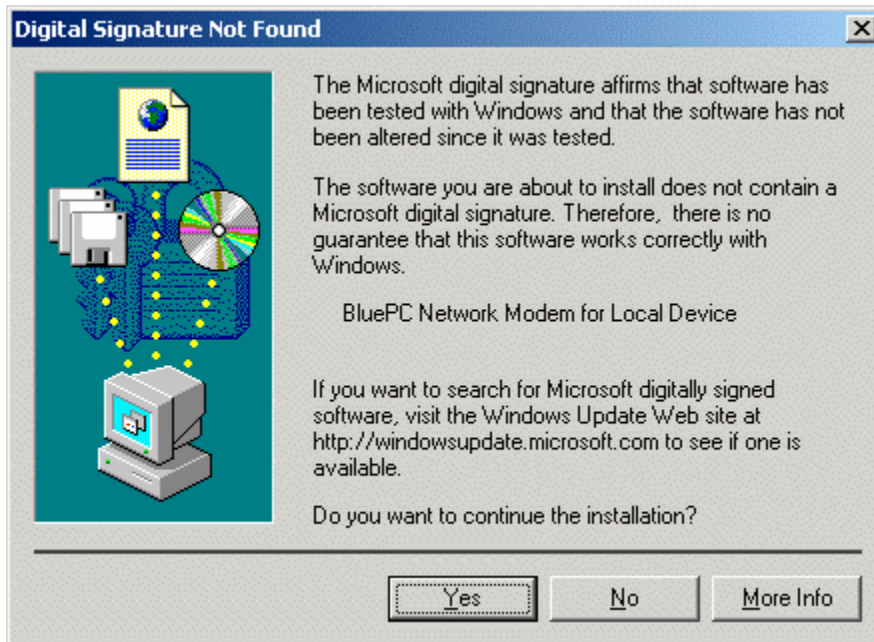 Digital Signature Not Found
The Microsoft digital signature affirms that software has
been tested with Windows and that the software has not
been altered since it was tested.
The software you are about to install does not contain a
Microsoft digital signature. Therefore,  there is no
guarantee that this software works correctly with
Windows.
BluePC Network Modem for Local Device
If you want to search for Microsoft digitally signed
software, visit the Windows Update Web site at
http://windowsupdate.microsoft.com to see if one is
available.
Do you want to continue the installation?
Yes No More Info